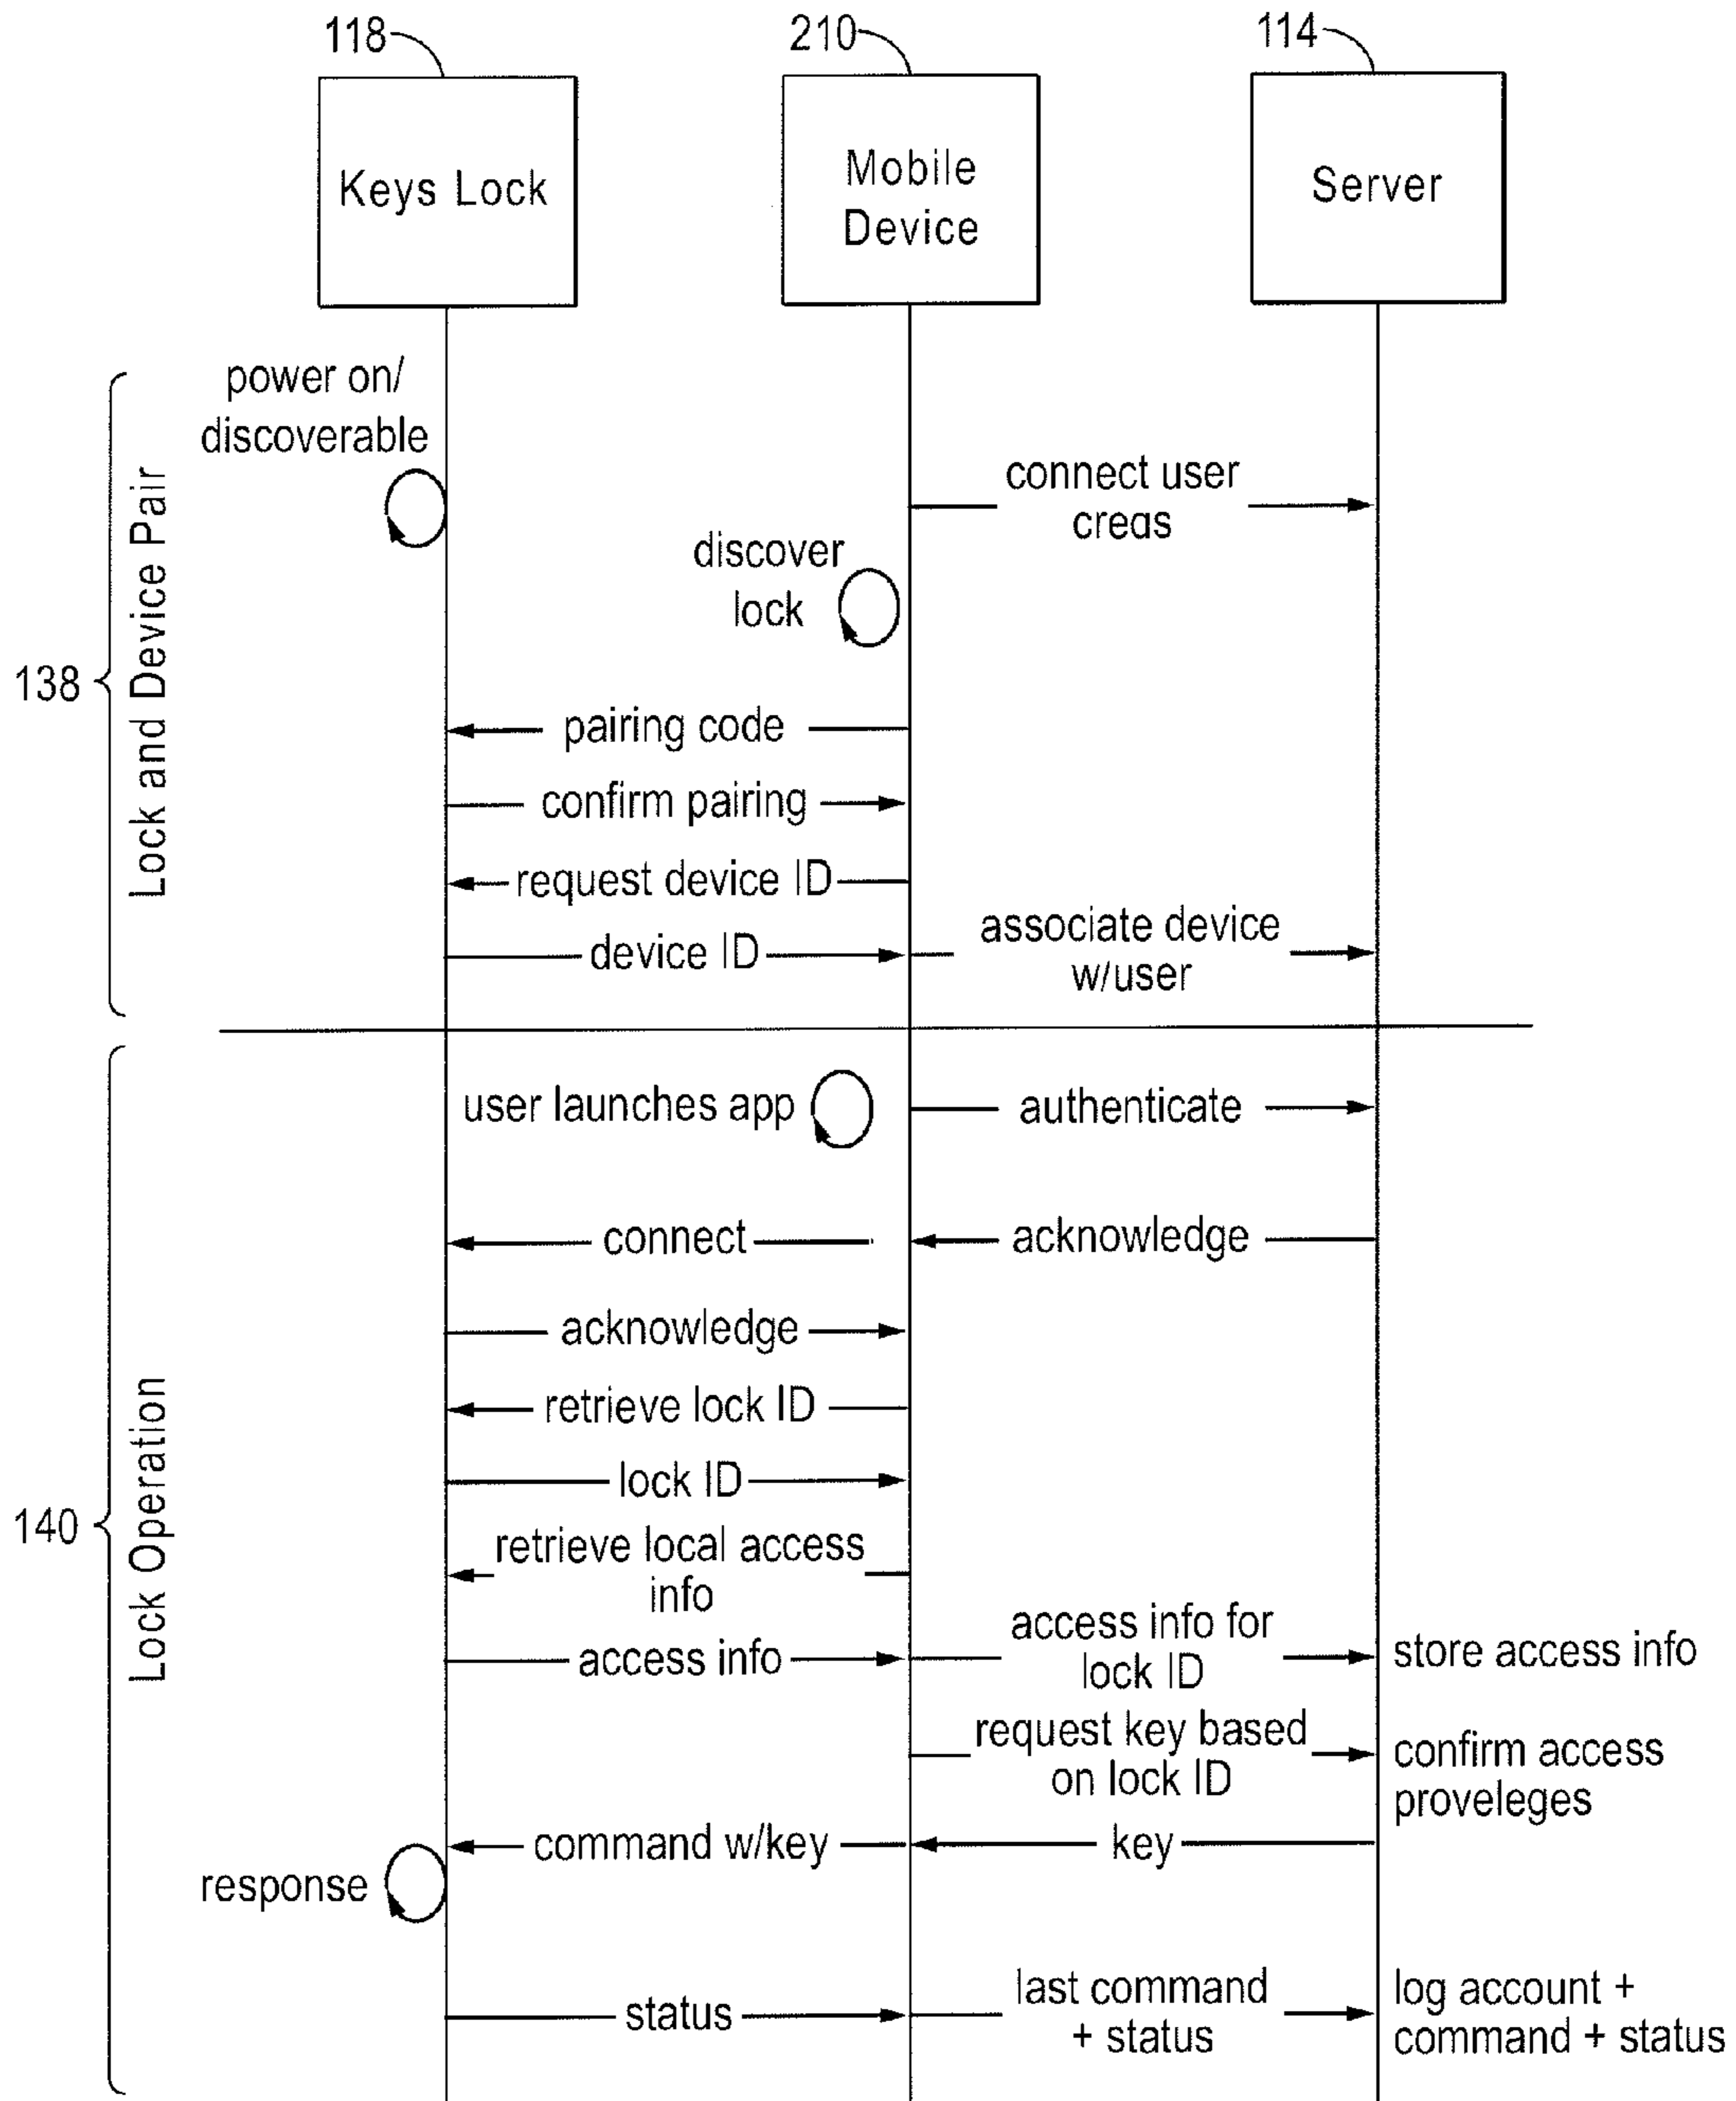 118
210
114
Keys Lock
Mobile
Device
Server
138
Lock and Device Pair
power on/
discoverable
connect user
creds
discover
lock
pairing code
confirm pairing
request device ID
device ID
associate device
w/user
140
Lock Operation
user launches app
authenticate
connect
acknowledge
acknowledge
retrieve lock ID
lock ID
retrieve local access
info
access info
access info for
lock ID
store access info
request key based
on lock ID
confirm access
proveleges
command w/key
key
response
status
last command
+ status
log account +
command + status